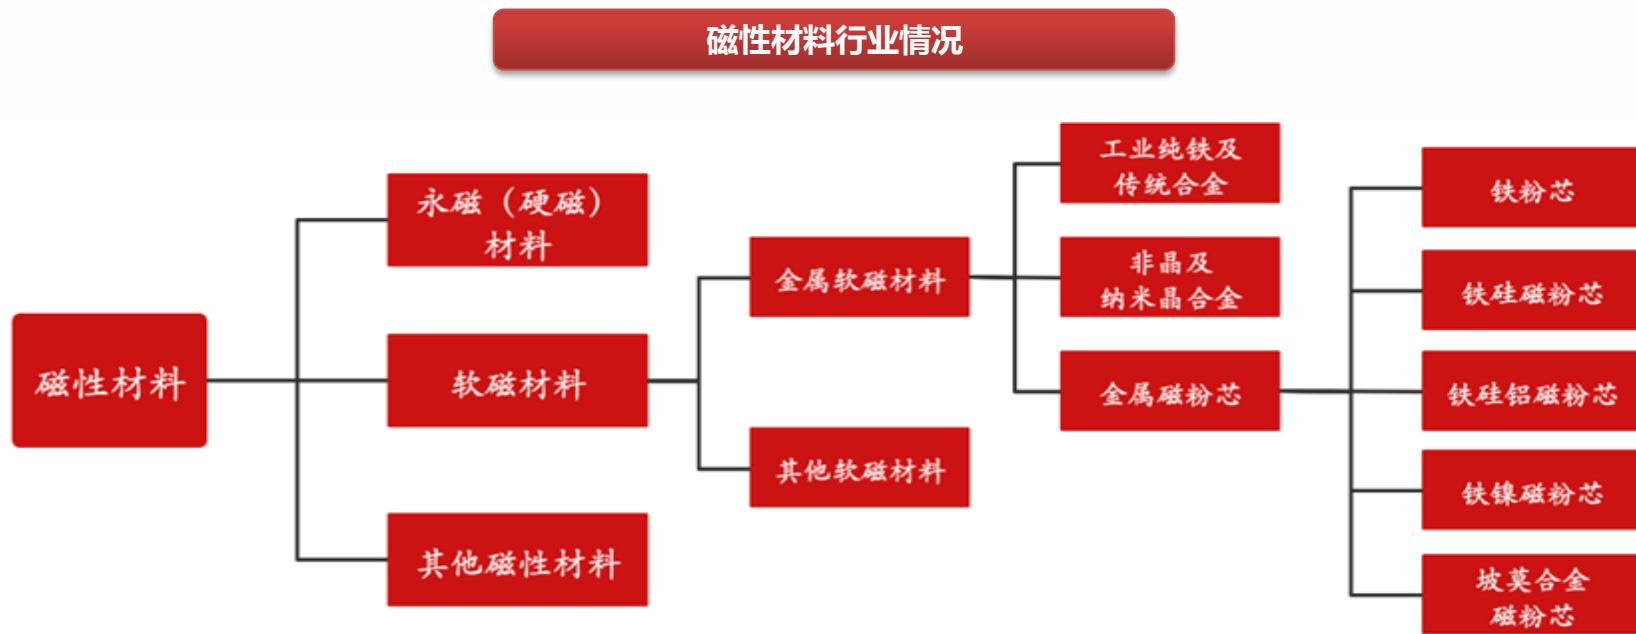 磁性材料行业情况
磁性材料
永磁（硬磁）
材料
软磁材料
其他磁性材料
金属软磁材料
其他软磁材料
工业纯铁及
传统合金
非晶及
纳米晶合金
金属磁粉芯
铁粉芯
铁硅磁粉芯
铁硅铝磁粉芯
铁镍磁粉芯
坡莫合金
磁粉芯